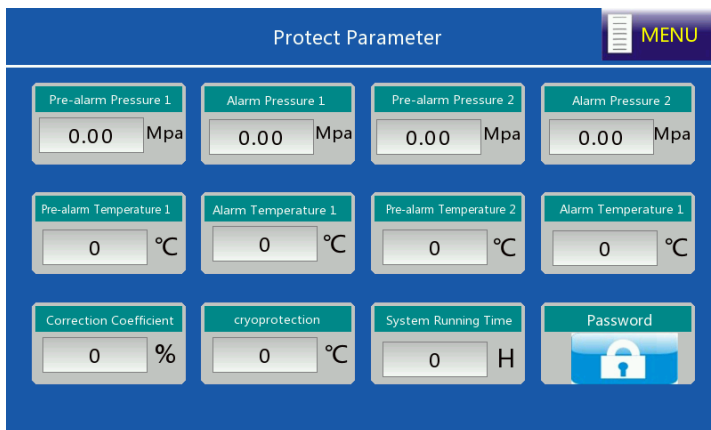 Protect Parameter
MENU
Pre-alarm Pressure 1
Alarm Pressure 1
Pre-alarm Pressure 2
Alarm Pressure 2
0.00 Mpa
0.00 Mpa
0.00 Mpa
0.00 Mpa
Pre-alarm Temperature 1
Alarm Temperature 1
Pre-alarm Temperature 2
Alarm Temperature 1
0 ℃
0 ℃
0 ℃
0 ℃
Correction Coefficient
cryoprotection
System Running Time
Password
0 %
0 ℃
0 H